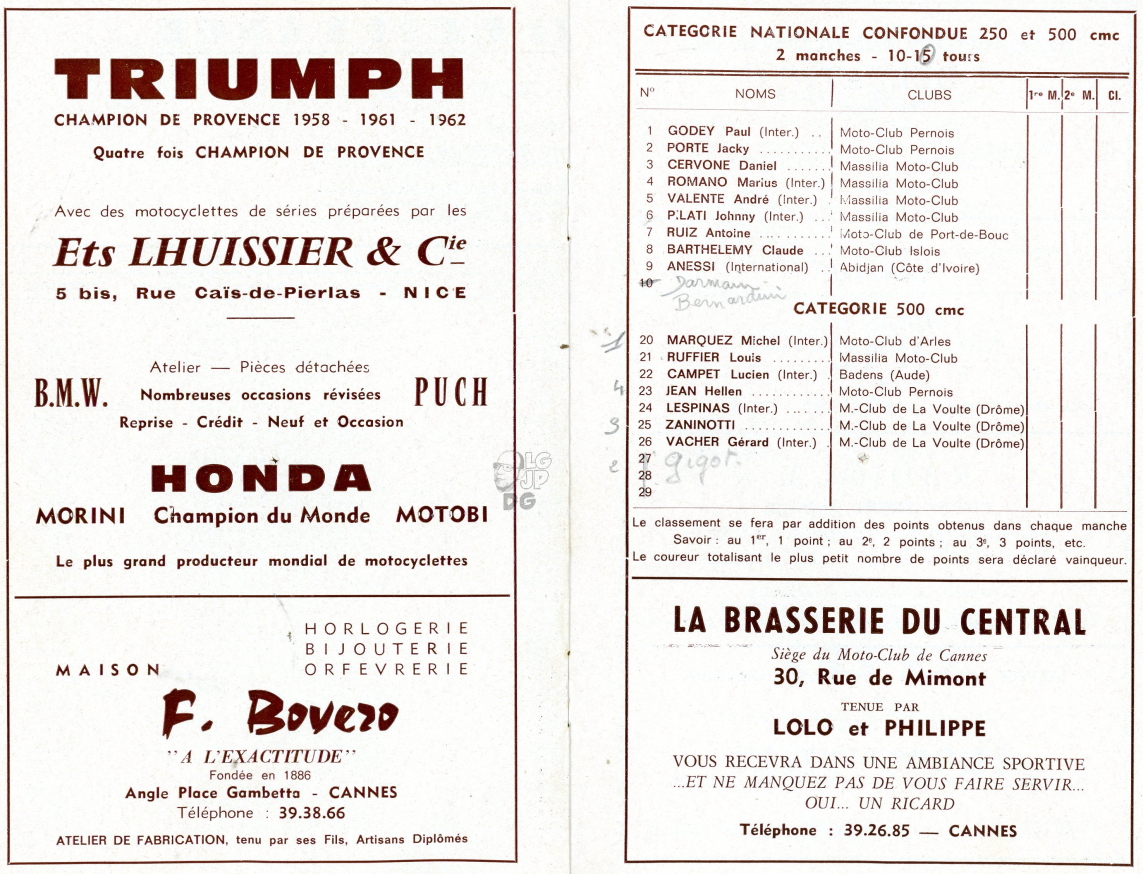 TRIUMPH
CHAMPION DE PROVENCE 1958 - 1961 - 1962
Quatre fois CHAMPION DE PROVENCE
Avec des motocyclettes de séries préparées par les
Ets LHUISSIER & Cie
5 bis, Rue Caïs-de-Pierlas - NICE
Atelier — Pièces détachées
B.M.W. Nombreuses occasions révisées PUCH
Reprise - Crédit - Neuf et Occasion
HONDA
MORINI Champion du Monde MOTOBI
Le plus grand producteur mondial de motocyclettes
HORLOGERIE
BIJOUTERIE
MAISON ORFEVRERIE
F. Bovero
"A L'EXACTITUDE"
Fondée en 1886
Angle Place Gambetta - CANNES
Téléphone : 39.38.66
ATELIER DE FABRICATION, tenu par ses Fils, Artisans Diplômés
LG
JP
DG
CATEGORIE NATIONALE CONFONDUE 250 et 500 cmc
2 manches - 10-15 tours
N° NOMS CLUBS 1re M. 2e M. Cl.
1 GODEY Paul (Inter.) .. Moto-Club Pernois
2 PORTE Jacky .......... Moto-Club Pernois
3 CERVONE Daniel ....... Massilia Moto-Club
4 ROMANO Marius (Inter.) Massilia Moto-Club
5 VALENTE André (Inter.) . Massilia Moto-Club
6 PILATI Johnny (Inter.) ... Massilia Moto-Club
7 RUIZ Antoine .......... Moto-Club de Port-de-Bouc
8 BARTHELEMY Claude ... Moto-Club Islois
9 ANESSI (International) .. Abidjan (Côte d'Ivoire)
10 Darmain
Bernardini
CATEGORIE 500 cmc
20 MARQUEZ Michel (Inter.) Moto-Club d'Arles
21 RUFFIER Louis ......... Massilia Moto-Club
22 CAMPET Lucien (Inter.) . Badens (Aude)
23 JEAN Hellen ............ Moto-Club Pernois
24 LESPINAS (Inter.) ...... M.-Club de La Voulte (Drôme)
25 ZANINOTTI ............ M.-Club de La Voulte (Drôme)
26 VACHER Gérard (Inter.) . M.-Club de La Voulte (Drôme)
27 Gigot.
28
29
Le classement se fera par addition des points obtenus dans chaque manche
Savoir : au 1er, 1 point ; au 2e, 2 points ; au 3e, 3 points, etc.
Le coureur totalisant le plus petit nombre de points sera déclaré vainqueur.
LA BRASSERIE DU CENTRAL
Siège du Moto-Club de Cannes
30, Rue de Mimont
TENUE PAR
LOLO et PHILIPPE
VOUS RECEVRA DANS UNE AMBIANCE SPORTIVE
...ET NE MANQUEZ PAS DE VOUS FAIRE SERVIR...
OUI... UN RICARD
Téléphone : 39.26.85 — CANNES